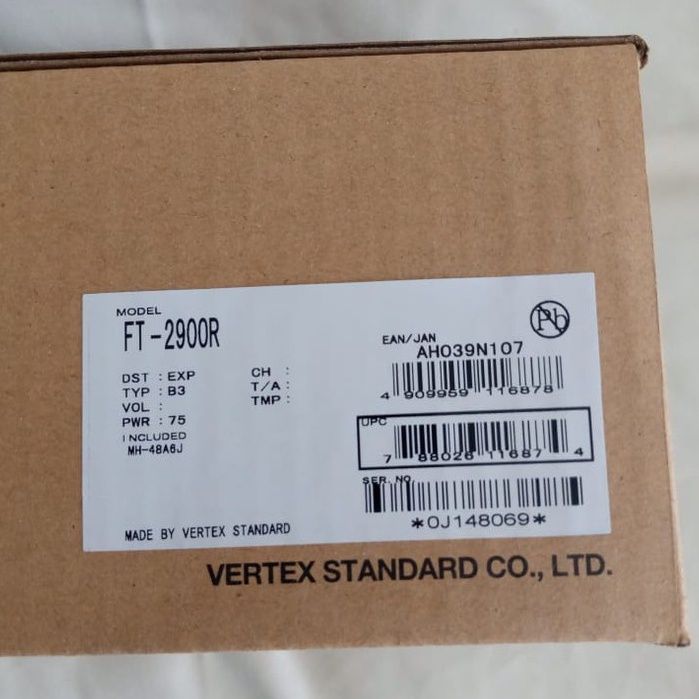 MODEL
FT-2900R
Pb
EAN/JAN
AH039N107
DST : EXP
CH :
TYP : B3
T/A :
VOL :
TMP :
PWR : 75
4 909959 116878
INCLUDED
MH-48A6J
UPC
7 88026 11687 4
SER. NO.
*0J148069*
MADE BY VERTEX STANDARD
VERTEX STANDARD CO., LTD.